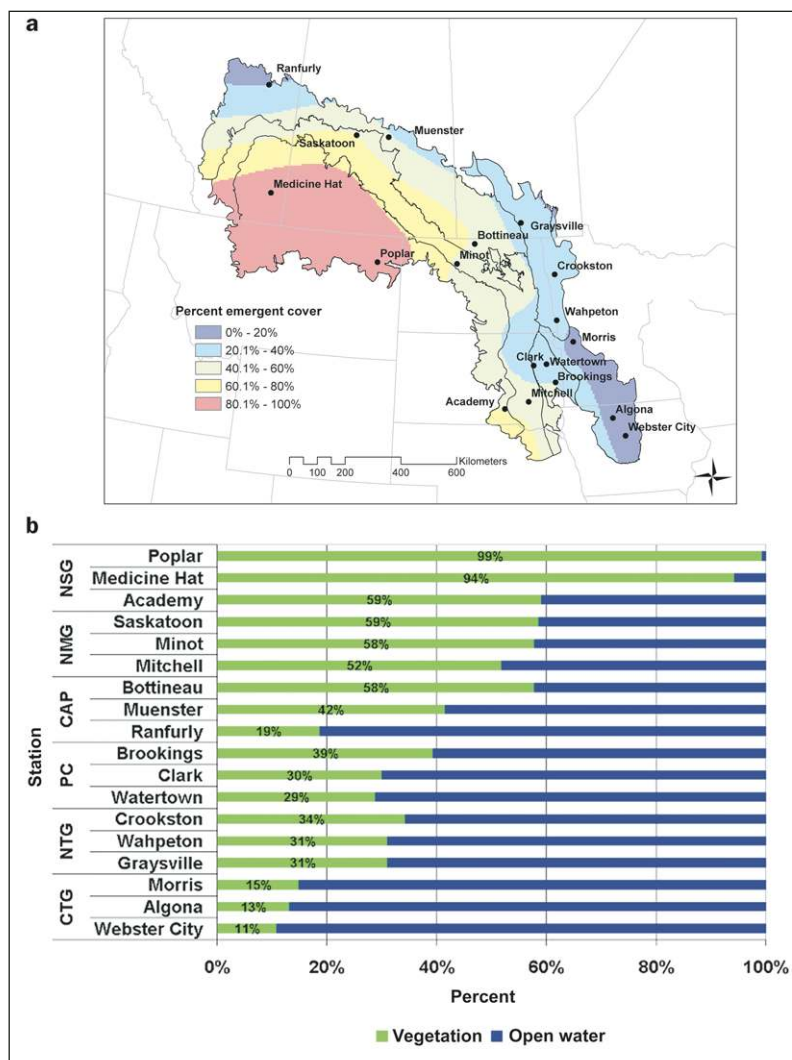 a
Ranfurly
Muenster
Saskatoon
Medicine Hat
Graysville
Bottineau
Poplar
Minot
Crookston
Percent emergent cover
0% - 20%
20.1% - 40%
40.1% - 60%
60.1% - 80%
80.1% - 100%
Wahpeton
Morris
Clark
Watertown
Brookings
Academy
Mitchell
Algona
Webster City
Kilometers
0 100 200 400 600
b
Station
NSG
Poplar 99%
Medicine Hat 94%
Academy 59%
NMG
Saskatoon 59%
Minot 58%
Mitchell 52%
CAP
Bottineau 58%
Muenster 42%
Ranfurly 19%
PC
Brookings 39%
Clark 30%
Watertown 29%
NTG
Crookston 34%
Wahpeton 31%
Graysville 31%
CTG
Morris 15%
Algona 13%
Webster City 11%
0% 20% 40% 60% 80% 100%
Percent
Vegetation Open water